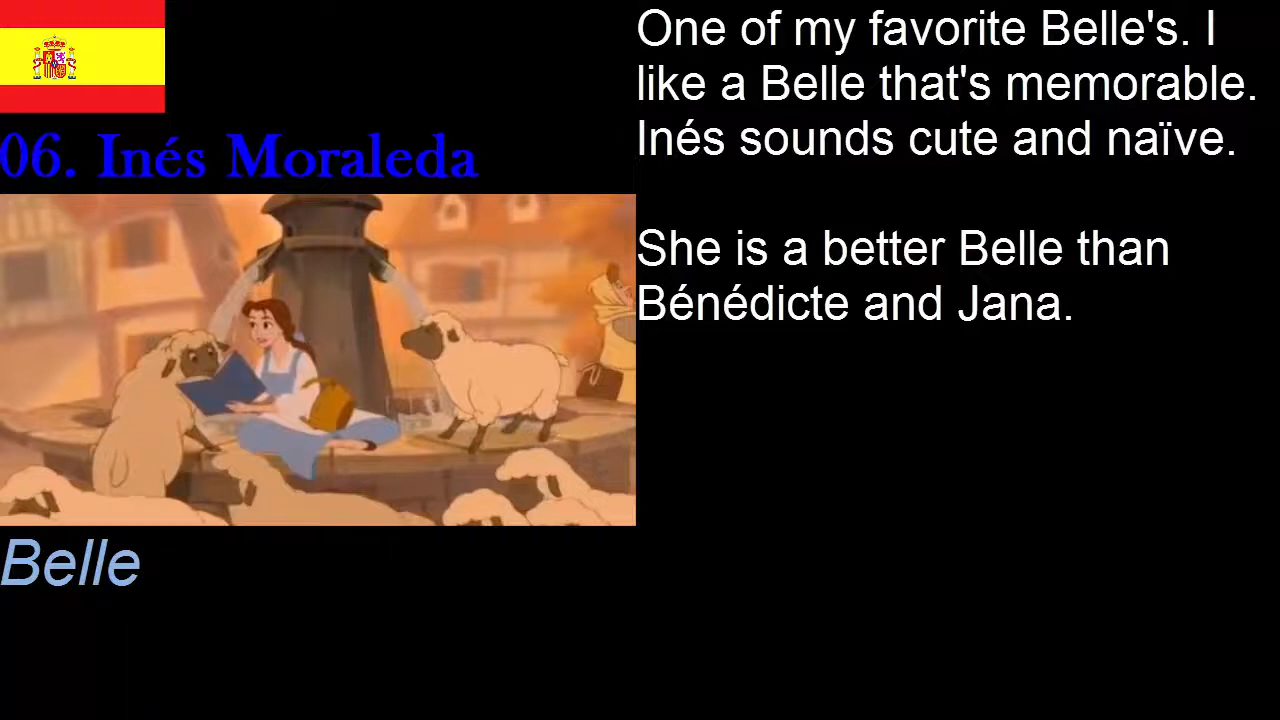 06. Inés Moraleda
Belle
One of my favorite Belle's. I
like a Belle that's memorable.
Inés sounds cute and naïve.
She is a better Belle than
Bénédicte and Jana.